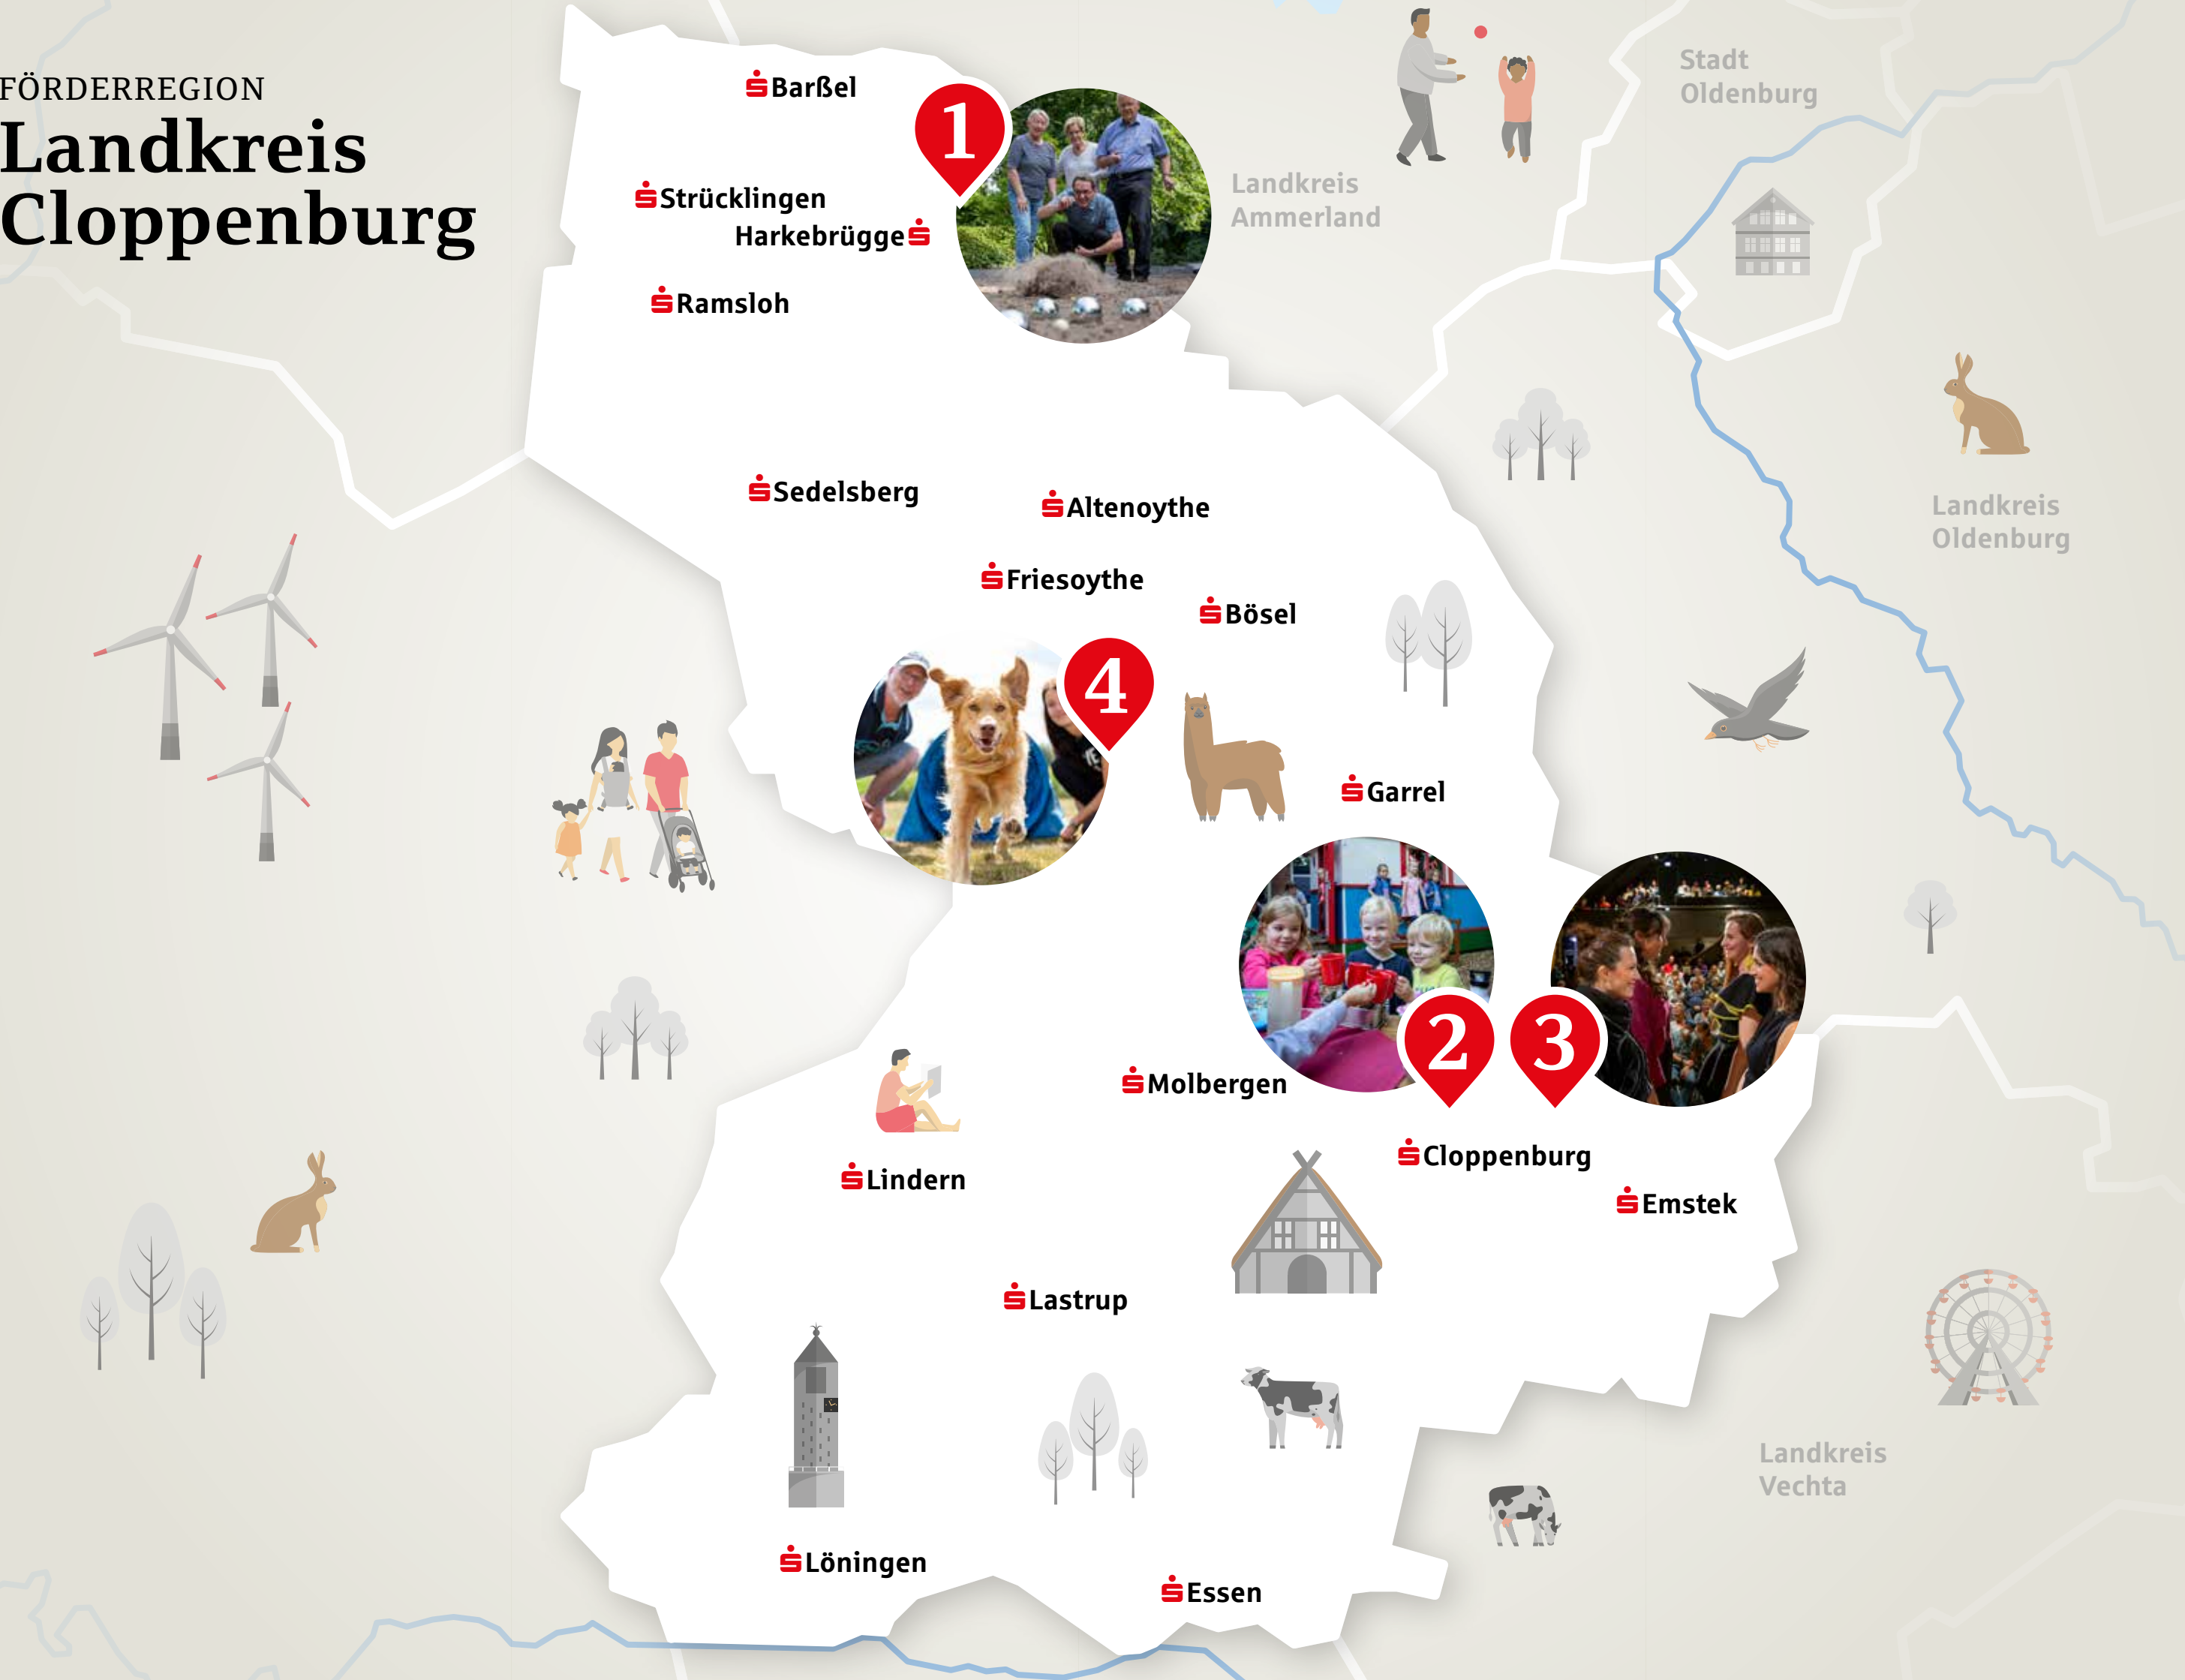 FÖRDERREGION
Landkreis
Cloppenburg
Barßel
1
Strücklingen
Harkebrügge
Ramsloh
Landkreis
Ammerland
Stadt
Oldenburg
Sedelsberg
Altenoythe
Landkreis
Oldenburg
Friesoythe
Bösel
4
Garrel
2
3
Molbergen
Cloppenburg
Lindern
Emstek
Lastrup
Landkreis
Vechta
Löningen
Essen